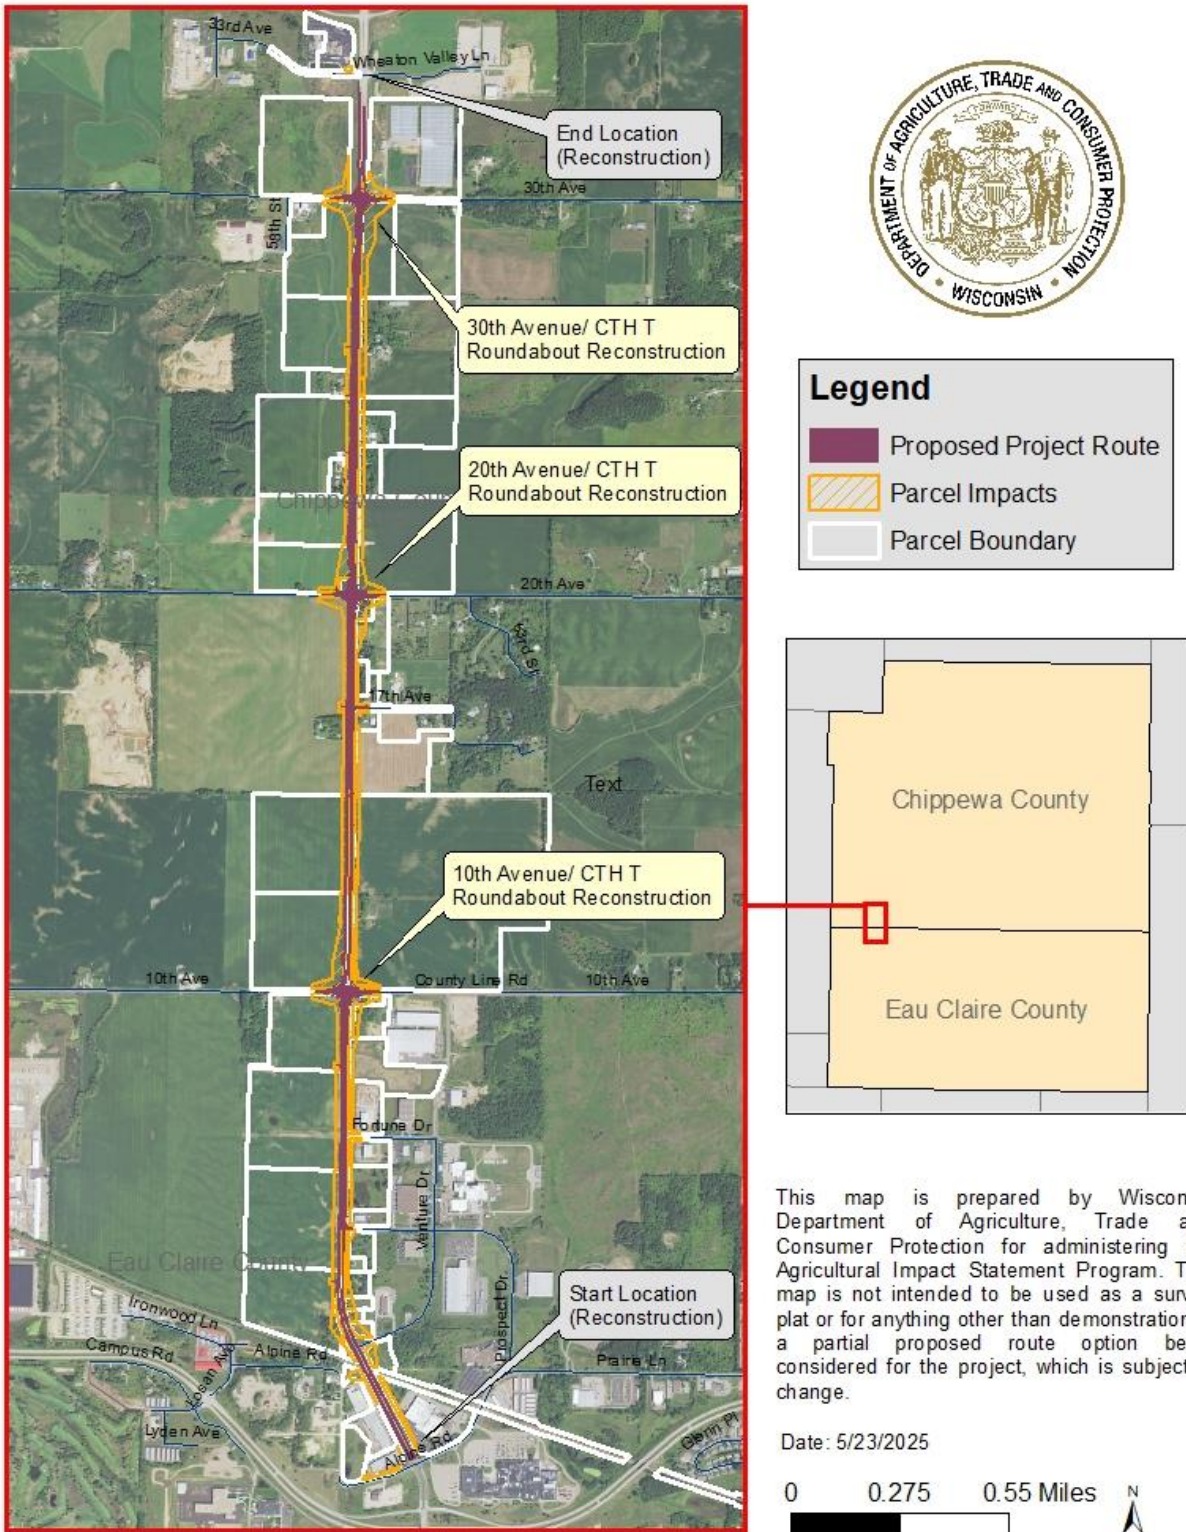 33rd Ave
Wheaton Valley Ln
End Location
(Reconstruction)
30th Ave
58th St
30th Avenue/ CTH T
Roundabout Reconstruction
20th Avenue/ CTH T
Roundabout Reconstruction
Chippewa County
20th Ave
63rd St
17th Ave
Text
10th Avenue/ CTH T
Roundabout Reconstruction
10th Ave
County Line Rd
10th Ave
Fortune Dr
Venture Dr
Eau Claire County
Prospect Dr
Start Location
(Reconstruction)
Ironwood Ln
Campus Rd
Alpine Rd
Prairie Ln
Lyden Ave
Alpine Rd
Glenn Pl
DEPARTMENT OF AGRICULTURE, TRADE AND CONSUMER PROTECTION
• WISCONSIN •
Legend
Proposed Project Route
Parcel Impacts
Parcel Boundary
Chippewa County
Eau Claire County
This map is prepared by Wiscon
Department of Agriculture, Trade a
Consumer Protection for administering
Agricultural Impact Statement Program. T
map is not intended to be used as a surv
plat or for anything other than demonstration
a partial proposed route option be
considered for the project, which is subject
change.
Date: 5/23/2025
0 0.275 0.55 Miles
N